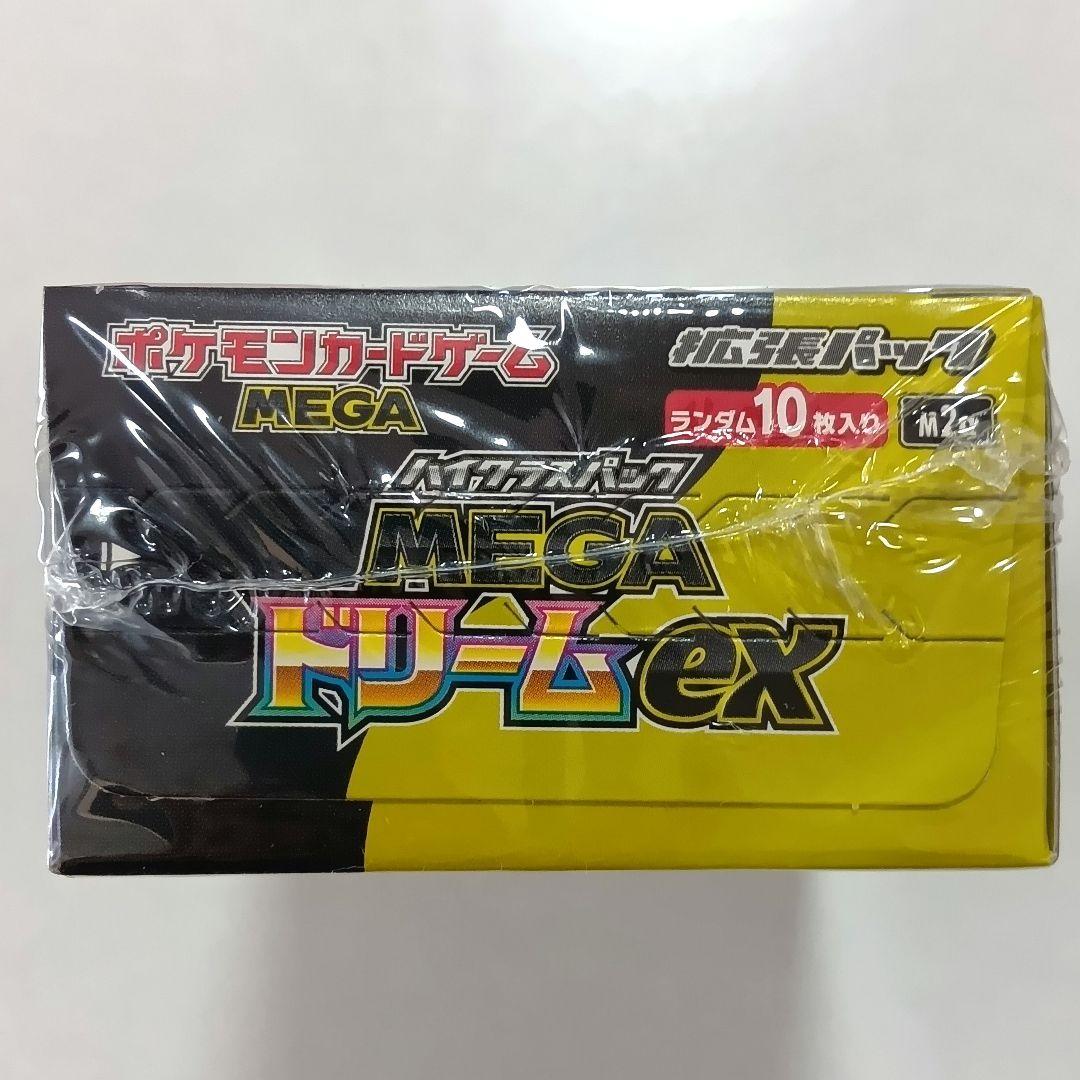 ポケモンカードゲーム
MEGA
拡張パック
ランダム10枚入り
M2a
ハイクラスパック
MEGA
ドリームex